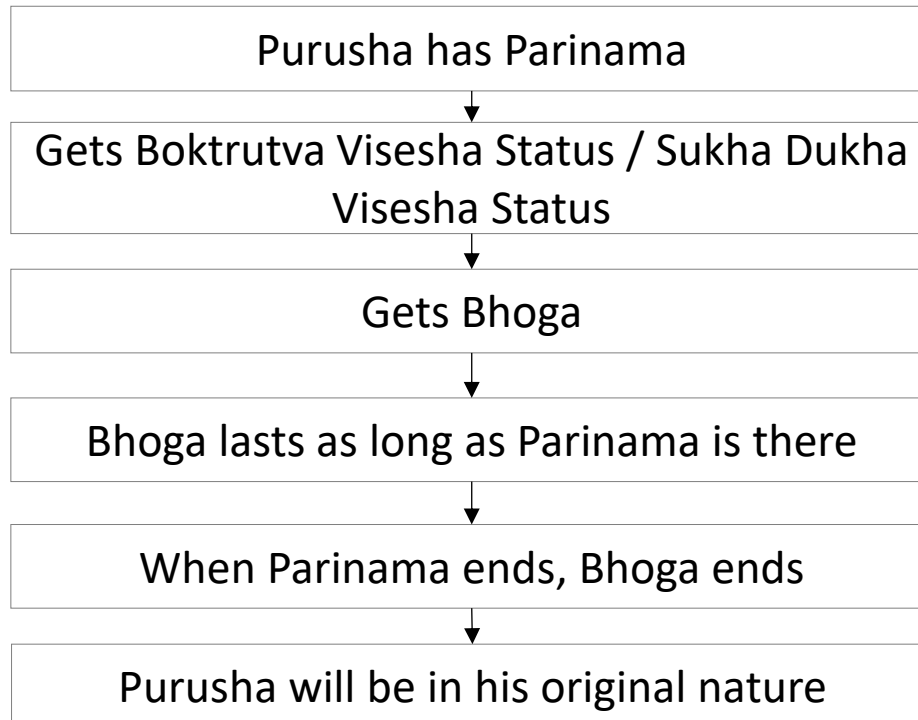 Purusha has Parinama
Gets Boktrutva Visesha Status / Sukha Dukha
Visesha Status
Gets Bhoga
Bhoga lasts as long as Parinama is there
When Parinama ends, Bhoga ends
Purusha will be in his original nature